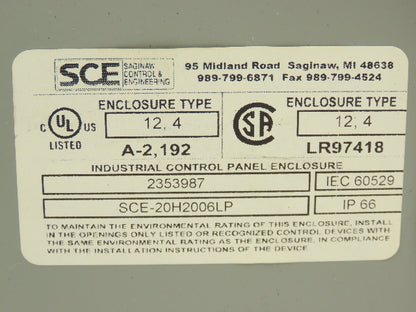 SCE SAGINAW CONTROL & ENGINEERING
95 Midland Road Saginaw, MI 48638
989-799-6871 Fax 989-799-4524
C UL US LISTED
ENCLOSURE TYPE
12, 4
A-2,192
SA
ENCLOSURE TYPE
12, 4
LR97418
INDUSTRIAL CONTROL PANEL ENCLOSURE
2353987 IEC 60529
SCE-20H2006LP IP 66
TO MAINTAIN THE ENVIRONMENTAL RATING OF THIS ENCLOSURE, INSTALL
IN THE OPENINGS ONLY LISTED OR RECOGNIZED CONTROL DEVICES WITH
THE SAME ENVIRONMENTAL RATING AS THE ENCLOSURE, IN COMPLIANCE
WITH THE INSTALLATION INSTRUCTIONS OF THE DEVICE.